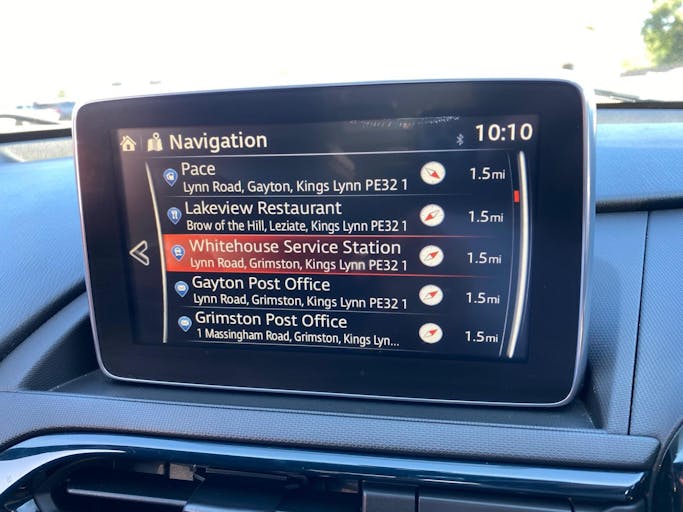 Navigation
10:10
Pace
Lynn Road, Gayton, Kings Lynn PE32 1
1.5mi
Lakeview Restaurant
Brow of the Hill, Leziate, Kings Lynn PE32 1
1.5mi
Whitehouse Service Station
Lynn Road, Grimston, Kings Lynn PE32 1
1.5mi
Gayton Post Office
Lynn Road, Grimston, Kings Lynn PE32 1
1.5mi
Grimston Post Office
1 Massingham Road, Grimston, Kings Lyn...
1.5mi